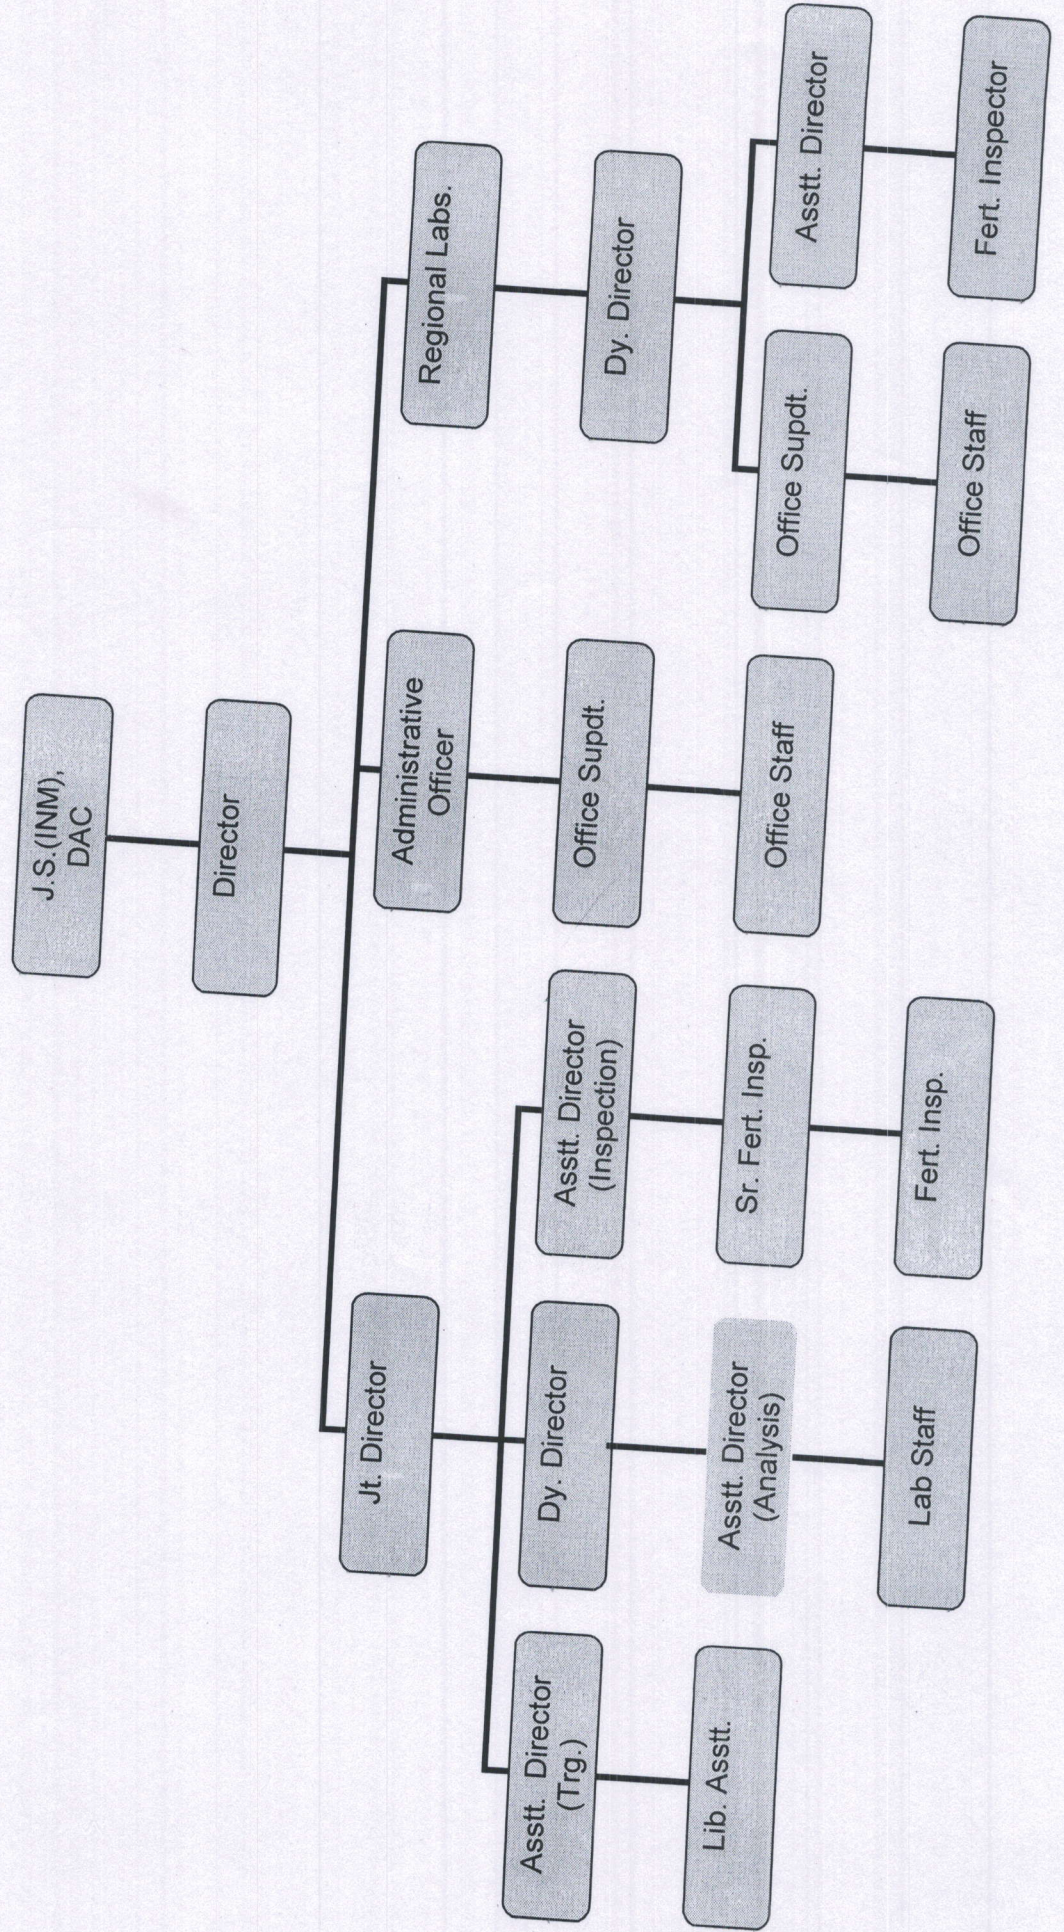 J.S.(INM),
DAC
Director
Jt. Director
Administrative
Officer
Regional Labs.
Asstt. Director
(Trg.)
Dy. Director
Asstt. Director
(Inspection)
Office Supdt.
Dy. Director
Lib. Asstt.
Asstt. Director
(Analysis)
Sr. Fert. Insp.
Office Staff
Office Supdt.
Asstt. Director
Lab Staff
Fert. Insp.
Office Staff
Fert. Inspector